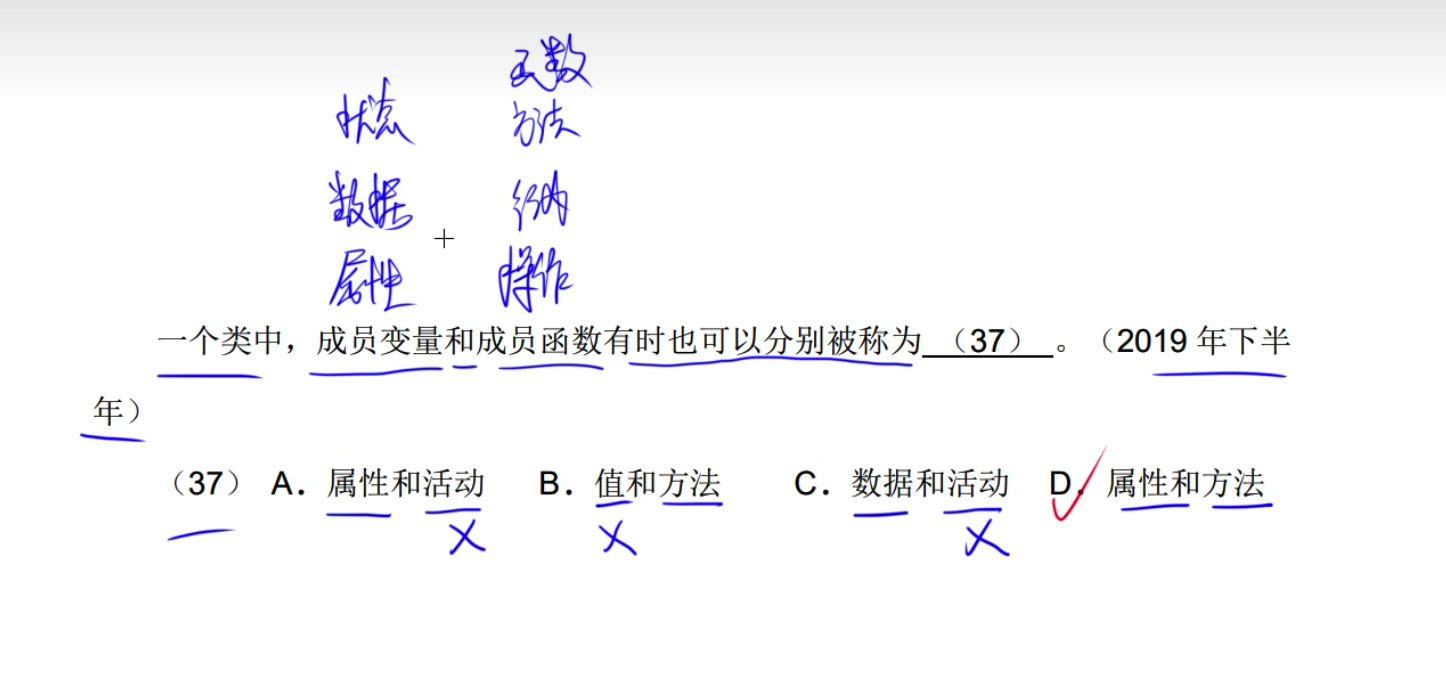 函数
状态 方法
数据 行为
+
属性 操作
一个类中，成员变量和成员函数有时也可以分别被称为（37）。（2019 年下半
年）
（37） A．属性和活动 B．值和方法 C．数据和活动 D．属性和方法